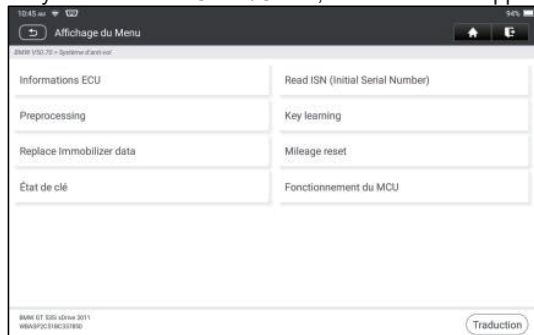 10:45 AM
94%
Affichage du Menu
BMW V50.70 > Système d'anti-vol
Informations ECU
Read ISN (Initial Serial Number)
Preprocessing
Key learning
Replace Immobilizer data
Mileage reset
État de clé
Fonctionnement du MCU
BMW GT 535i xDrive 2011
Traduction